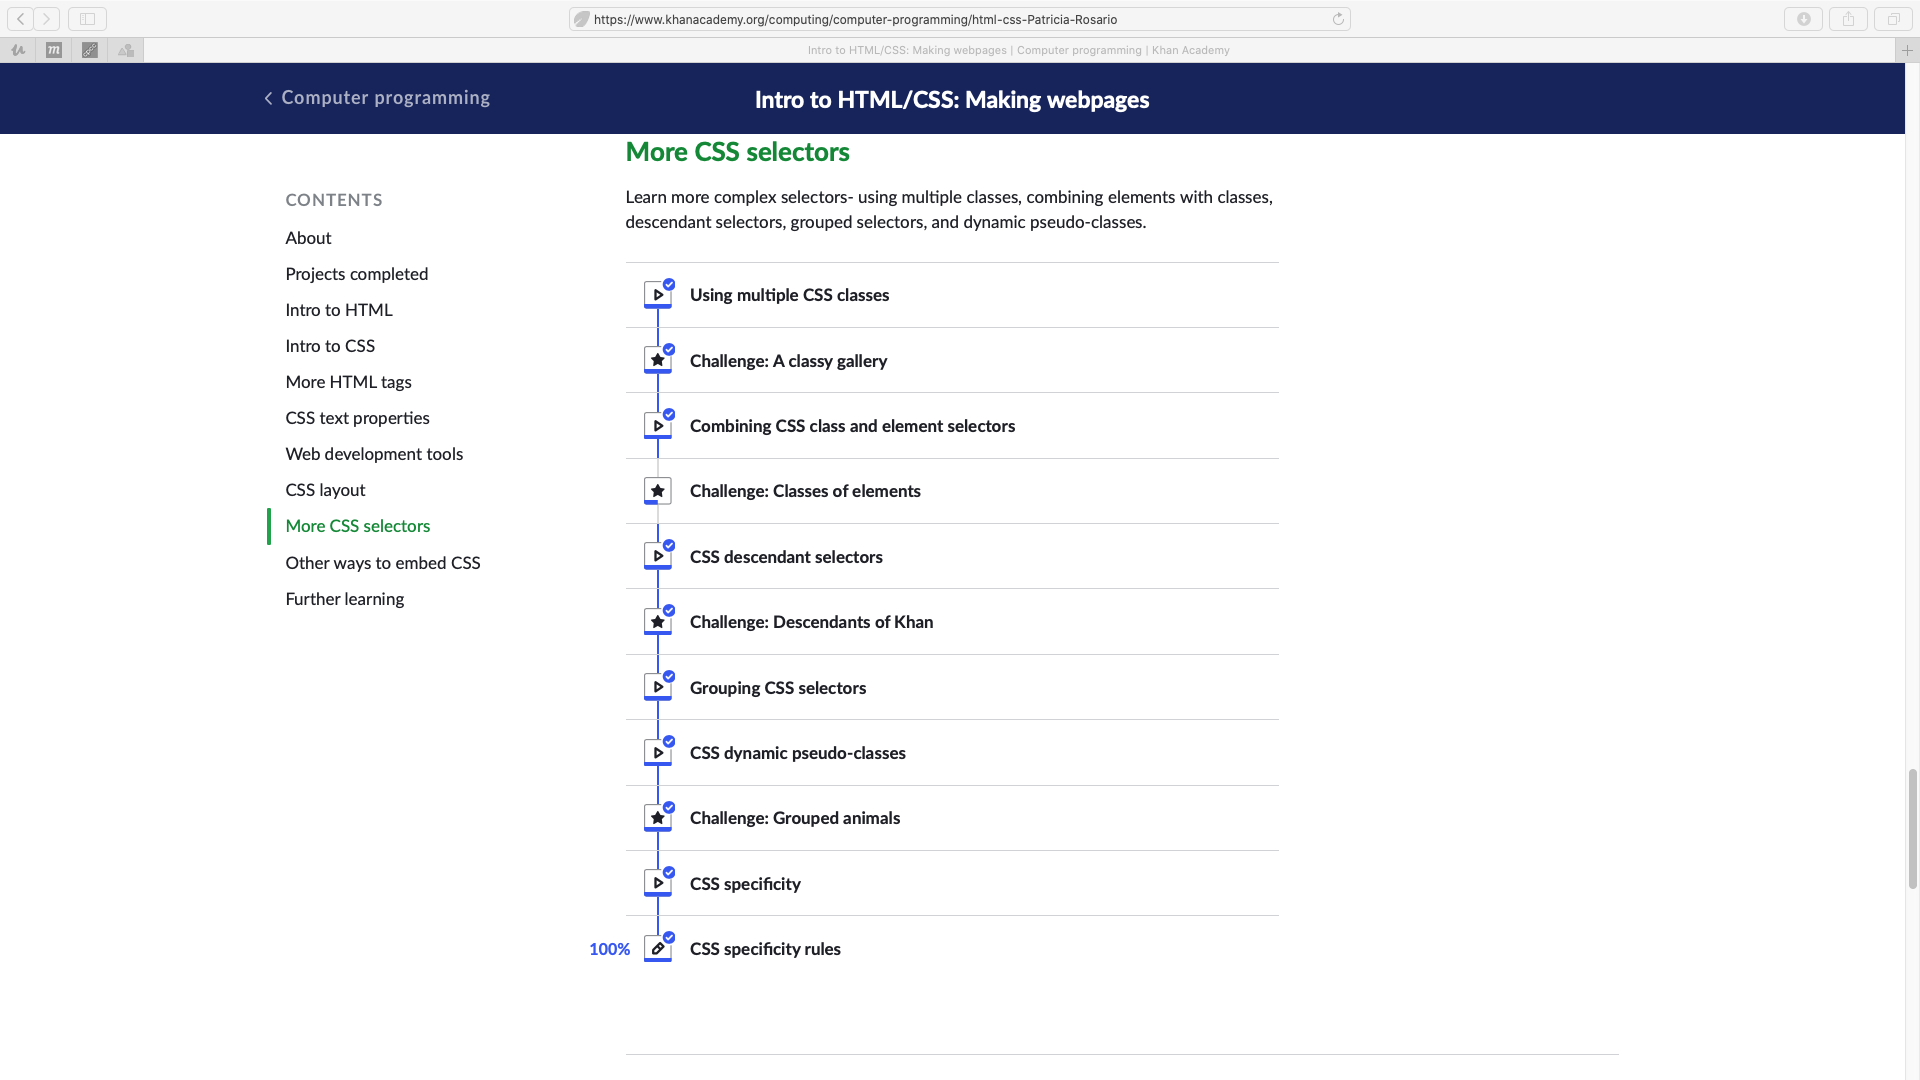 https://www.khanacademy.org/computing/computer-programming/html-css-Patricia-Rosario
m
Intro to HTML/CSS: Making webpages | Computer programming | Khan Academy
Computer programming
Intro to HTML/CSS: Making webpages
More CSS selectors
Learn more complex selectors- using multiple classes, combining elements with classes,
descendant selectors, grouped selectors, and dynamic pseudo-classes.
CONTENTS
About
Projects completed
Intro to HTML
Intro to CSS
More HTML tags
CSS text properties
Web development tools
CSS layout
More CSS selectors
Other ways to embed CSS
Further learning
Using multiple CSS classes
Challenge: A classy gallery
Combining CSS class and element selectors
Challenge: Classes of elements
CSS descendant selectors
Challenge: Descendants of Khan
Grouping CSS selectors
CSS dynamic pseudo-classes
Challenge: Grouped animals
CSS specificity
100% CSS specificity rules